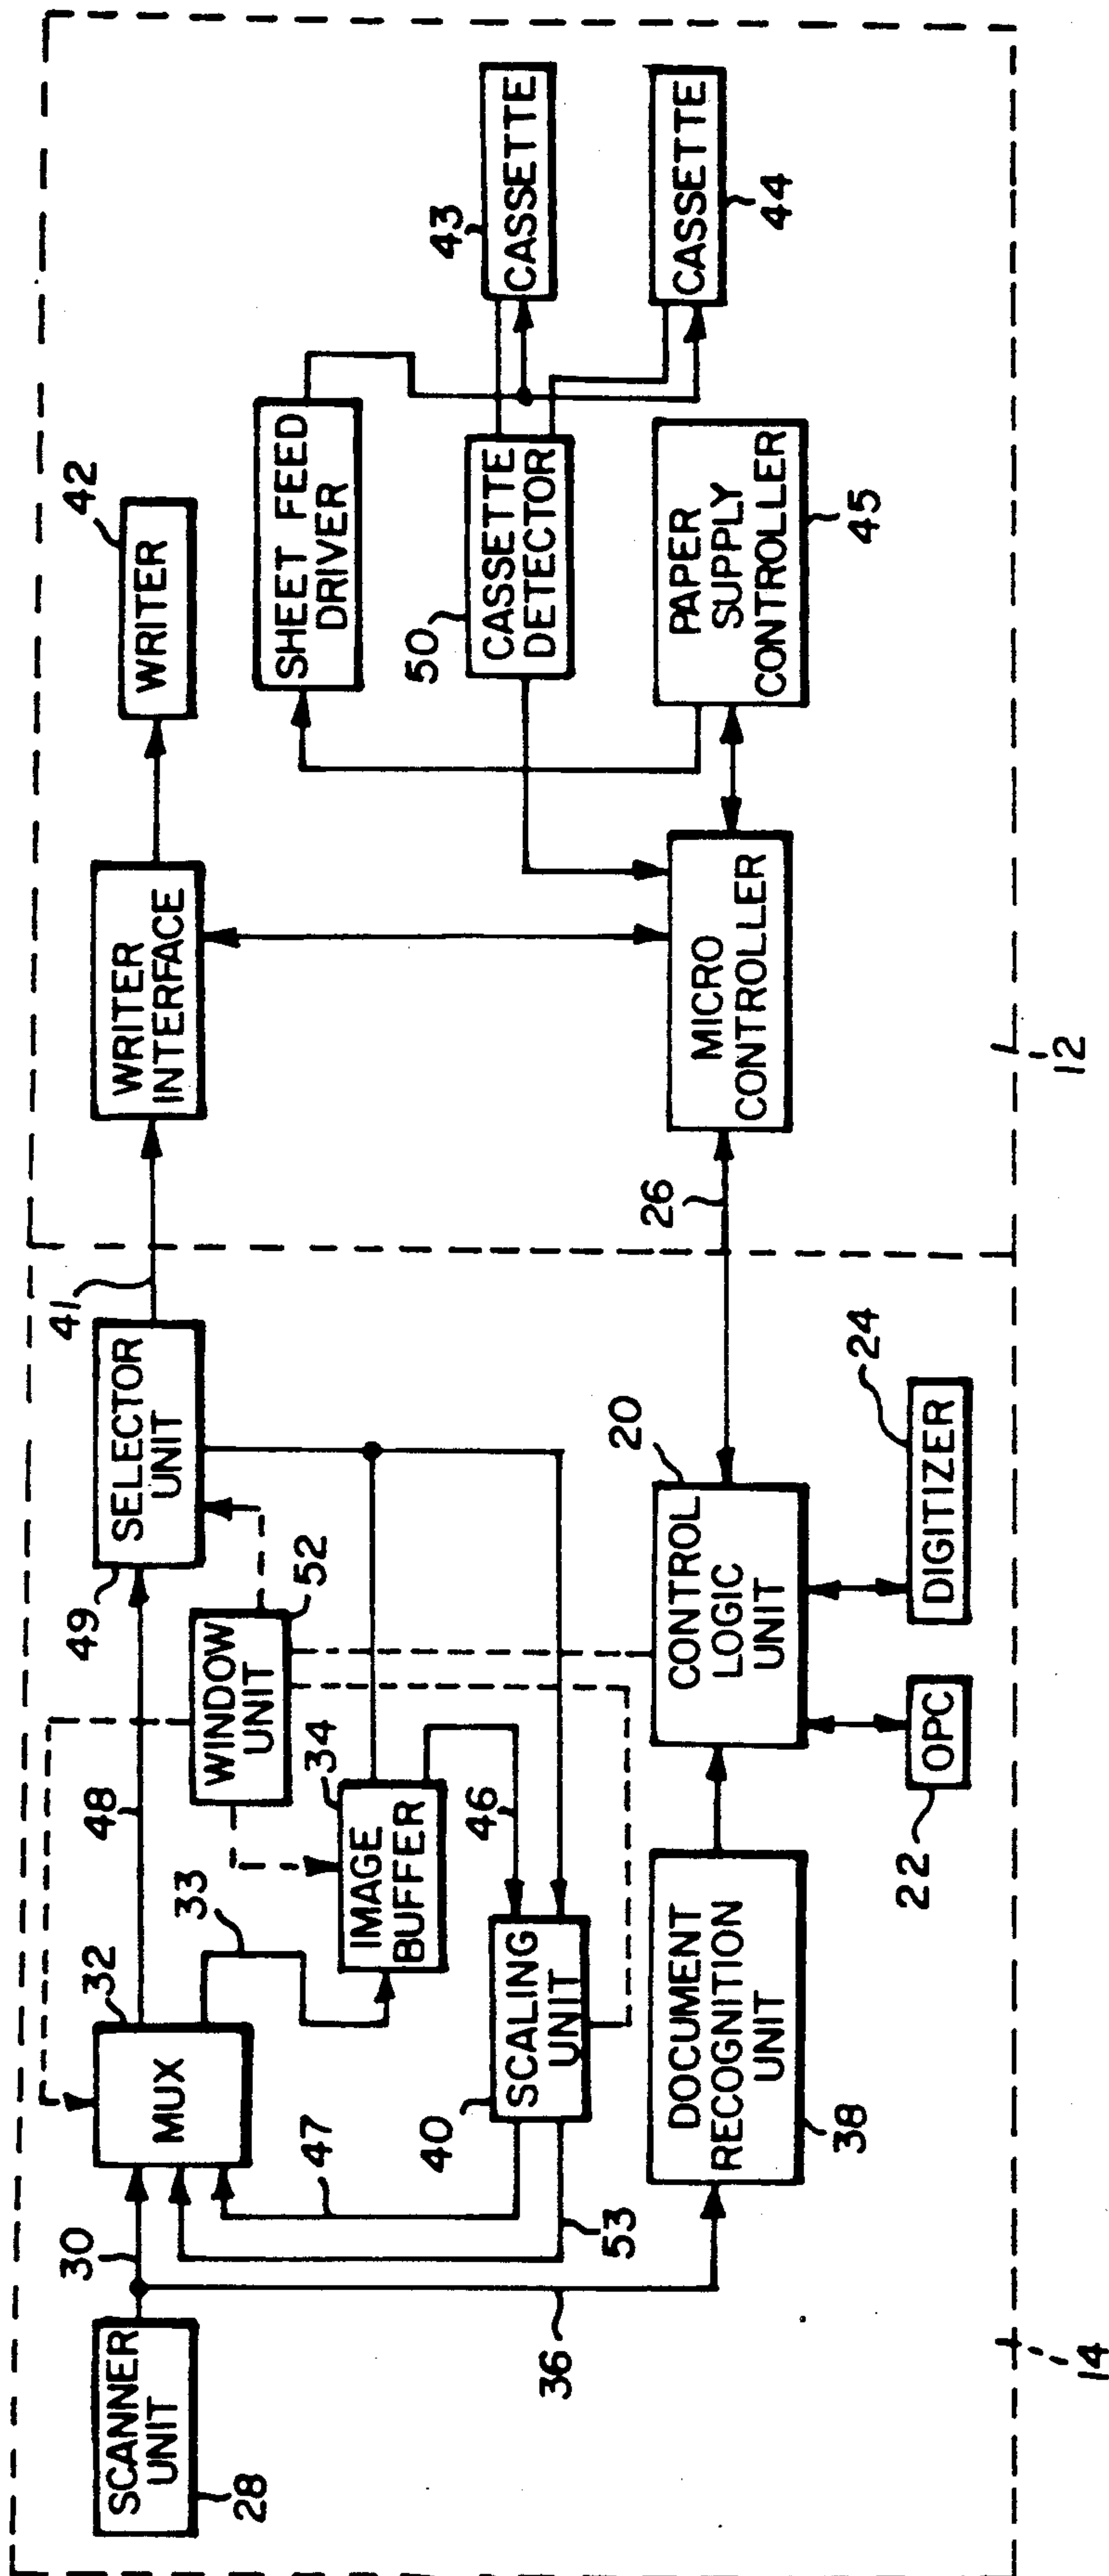 SCANNER
UNIT
28
30
36
47
53
MUX
32
33
48
SELECTOR
UNIT
49
41
WINDOW
UNIT
52
IMAGE
BUFFER
34
46
SCALING
UNIT
40
DOCUMENT
RECOGNITION
UNIT
38
CONTROL
LOGIC
UNIT
20
OPC
22
DIGITIZER
24
14
26
WRITER
INTERFACE
WRITER
42
SHEET FEED
DRIVER
CASSETTE
DETECTOR
50
CASSETTE
43
CASSETTE
44
MICRO
CONTROLLER
PAPER
SUPPLY
CONTROLLER
45
12